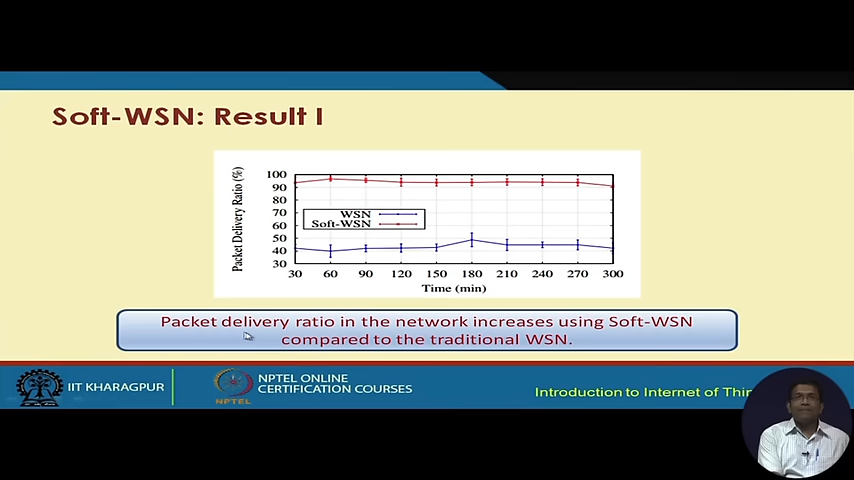 Soft-WSN: Result I
Packet Delivery Ratio (%)
100
90
80
70
60
50
40
30
WSN
Soft-WSN
30 60 90 120 150 180 210 240 270 300
Time (min)
Packet delivery ratio in the network increases using Soft-WSN
compared to the traditional WSN.
IIT KHARAGPUR
NPTEL
NPTEL ONLINE
CERTIFICATION COURSES
Introduction to Internet of Thin